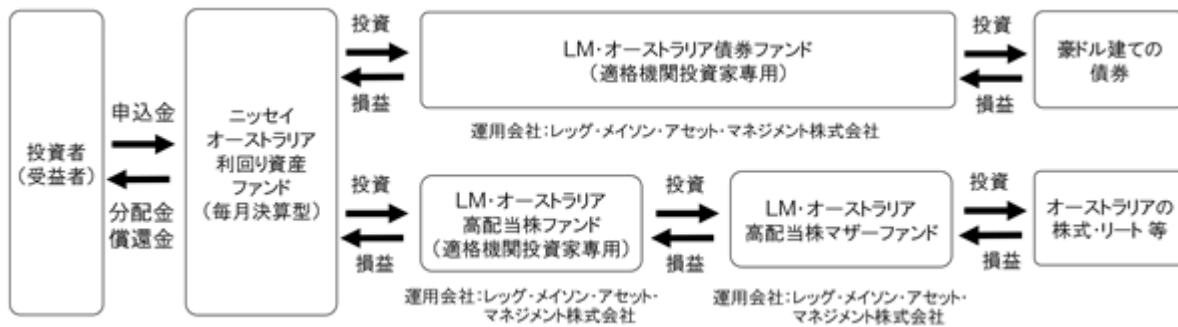 投資者
(受益者)
申込金
分配金
償還金
ニッセイ
オーストラリア
利回り資産
ファンド
(毎月決算型)
投資
損益
LM・オーストラリア債券ファンド
(適格機関投資家専用)
運用会社:レッグ・メイソン・アセット・マネジメント株式会社
投資
損益
豪ドル建ての
債券
投資
損益
LM・オーストラリア
高配当株ファンド
(適格機関投資家専用)
運用会社:レッグ・メイソン・アセット・
マネジメント株式会社
投資
損益
LM・オーストラリア
高配当株マザーファンド
運用会社:レッグ・メイソン・アセット・
マネジメント株式会社
投資
損益
オーストラリアの
株式・リート 等